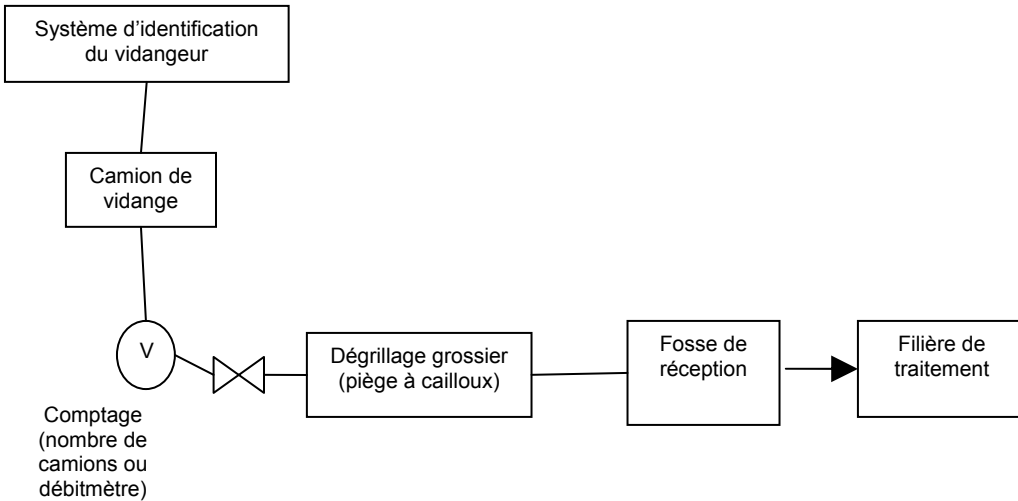 Système d’identification
du vidangeur
Camion de
vidange
V
Comptage
(nombre de
camions ou
débitmètre)
Dégrillage grossier
(piège à cailloux)
Fosse de
réception
Filière de
traitement